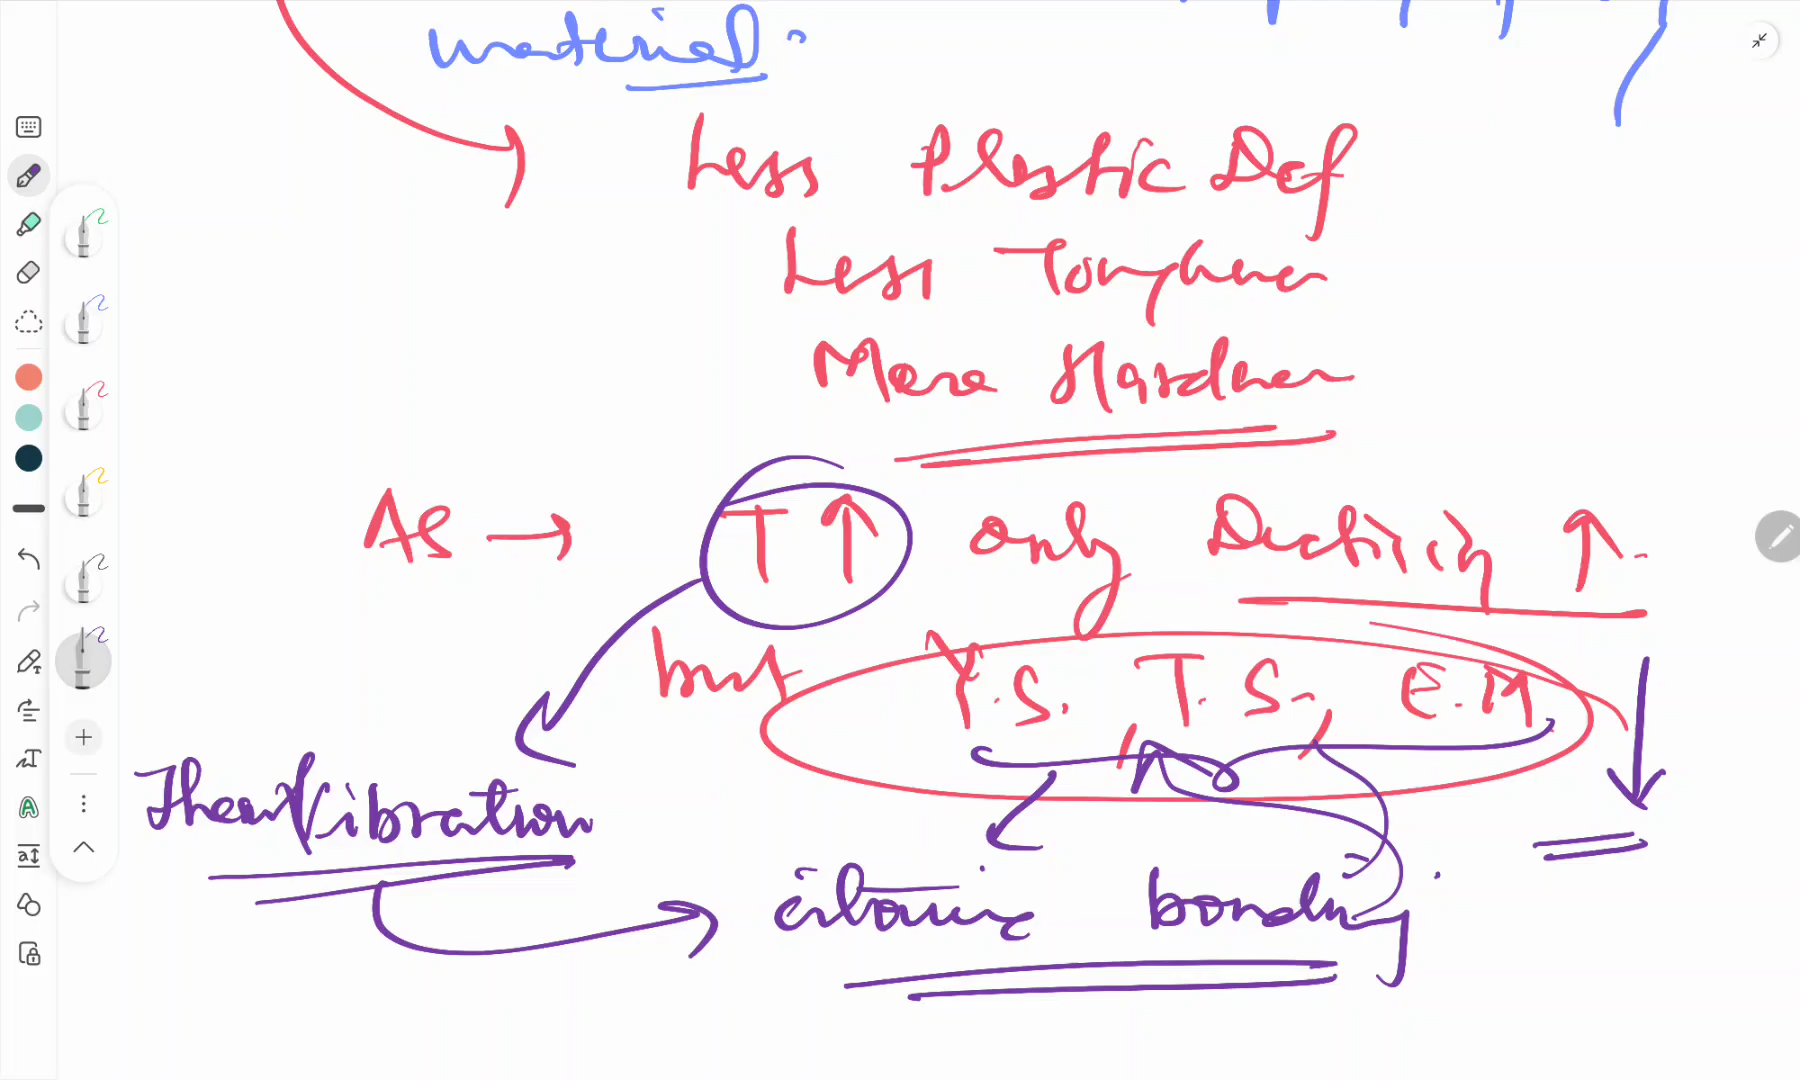 material :
Less Plastic Def
Less Toughness
More Hardness
As → T↑ only Ductility ↑
but Y.S., T.S., E.M ↓
Thermal Vibration
atomic bonding